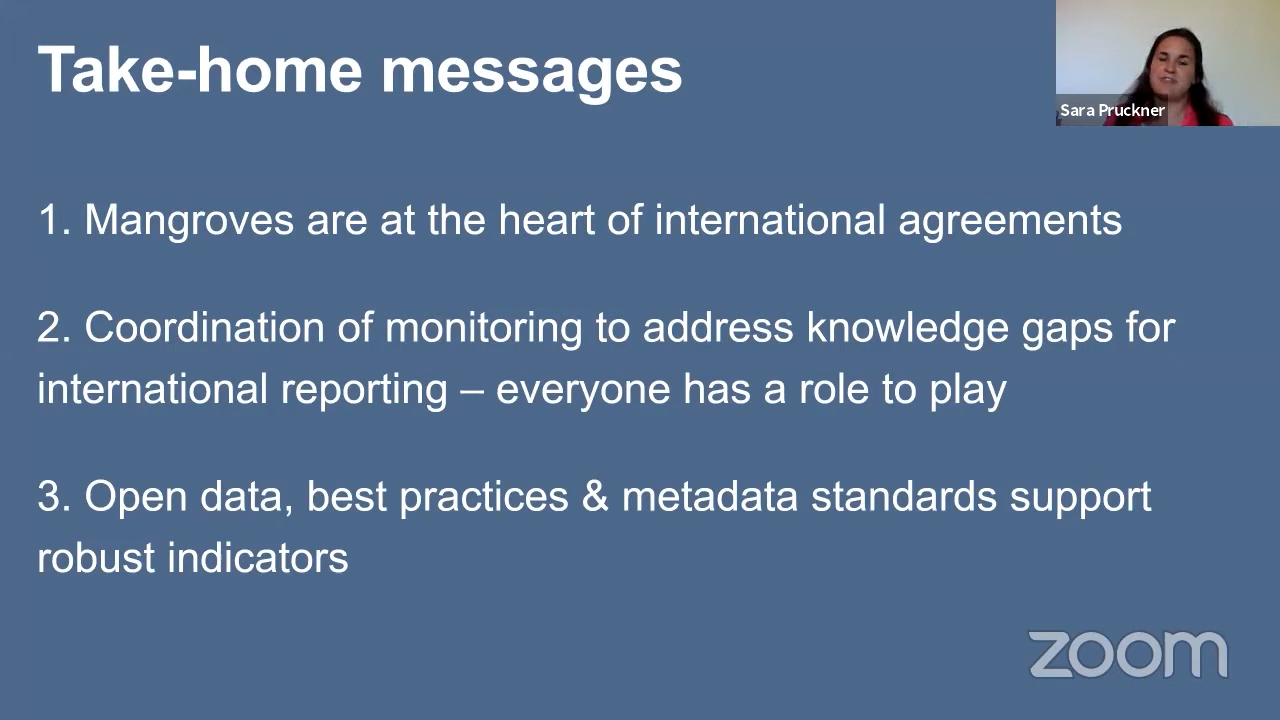 Take-home messages
Sara Pruckner
1. Mangroves are at the heart of international agreements
2. Coordination of monitoring to address knowledge gaps for
international reporting – everyone has a role to play
3. Open data, best practices & metadata standards support
robust indicators
zoom